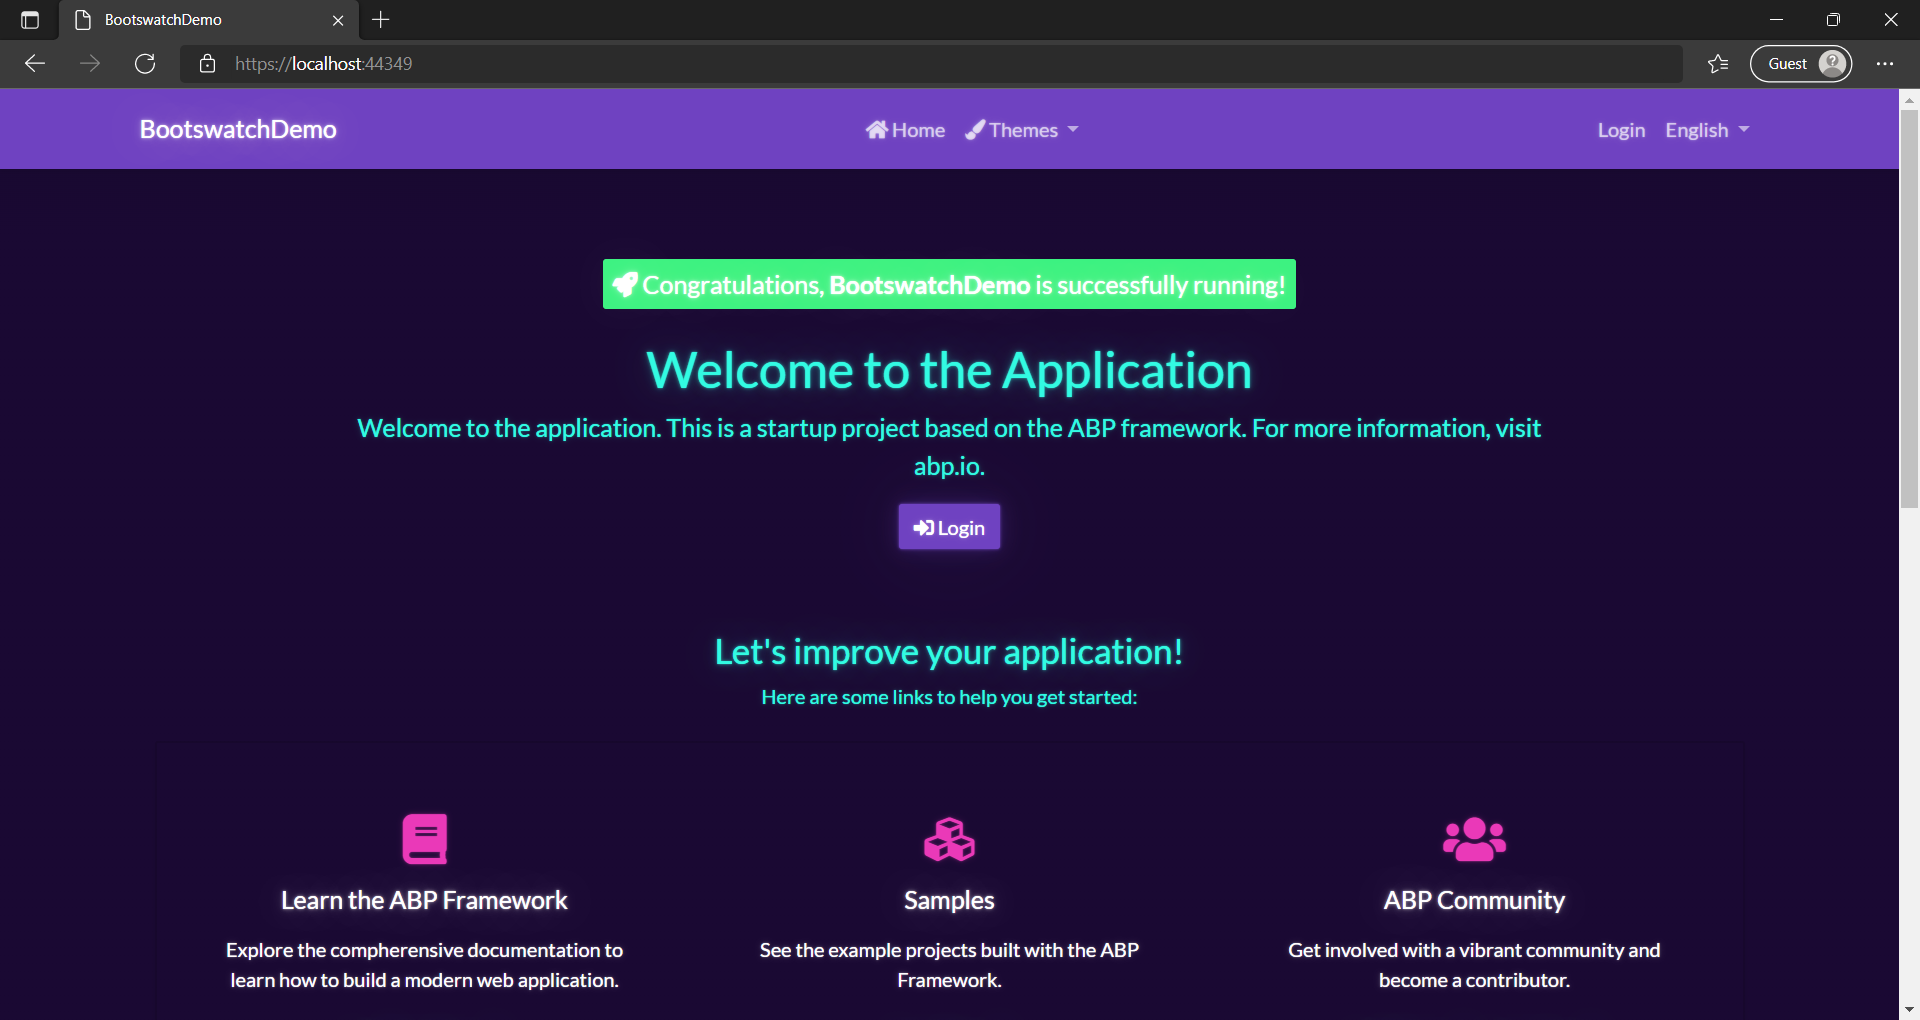 BootswatchDemo
https://localhost:44349
Guest
BootswatchDemo
Home
Themes
Login
English
Congratulations, BootswatchDemo is successfully running!
Welcome to the Application
Welcome to the application. This is a startup project based on the ABP framework. For more information, visit
abp.io.
Login
Let's improve your application!
Here are some links to help you get started:
Learn the ABP Framework
Explore the compherensive documentation to
learn how to build a modern web application.
Samples
See the example projects built with the ABP
Framework.
ABP Community
Get involved with a vibrant community and
become a contributor.